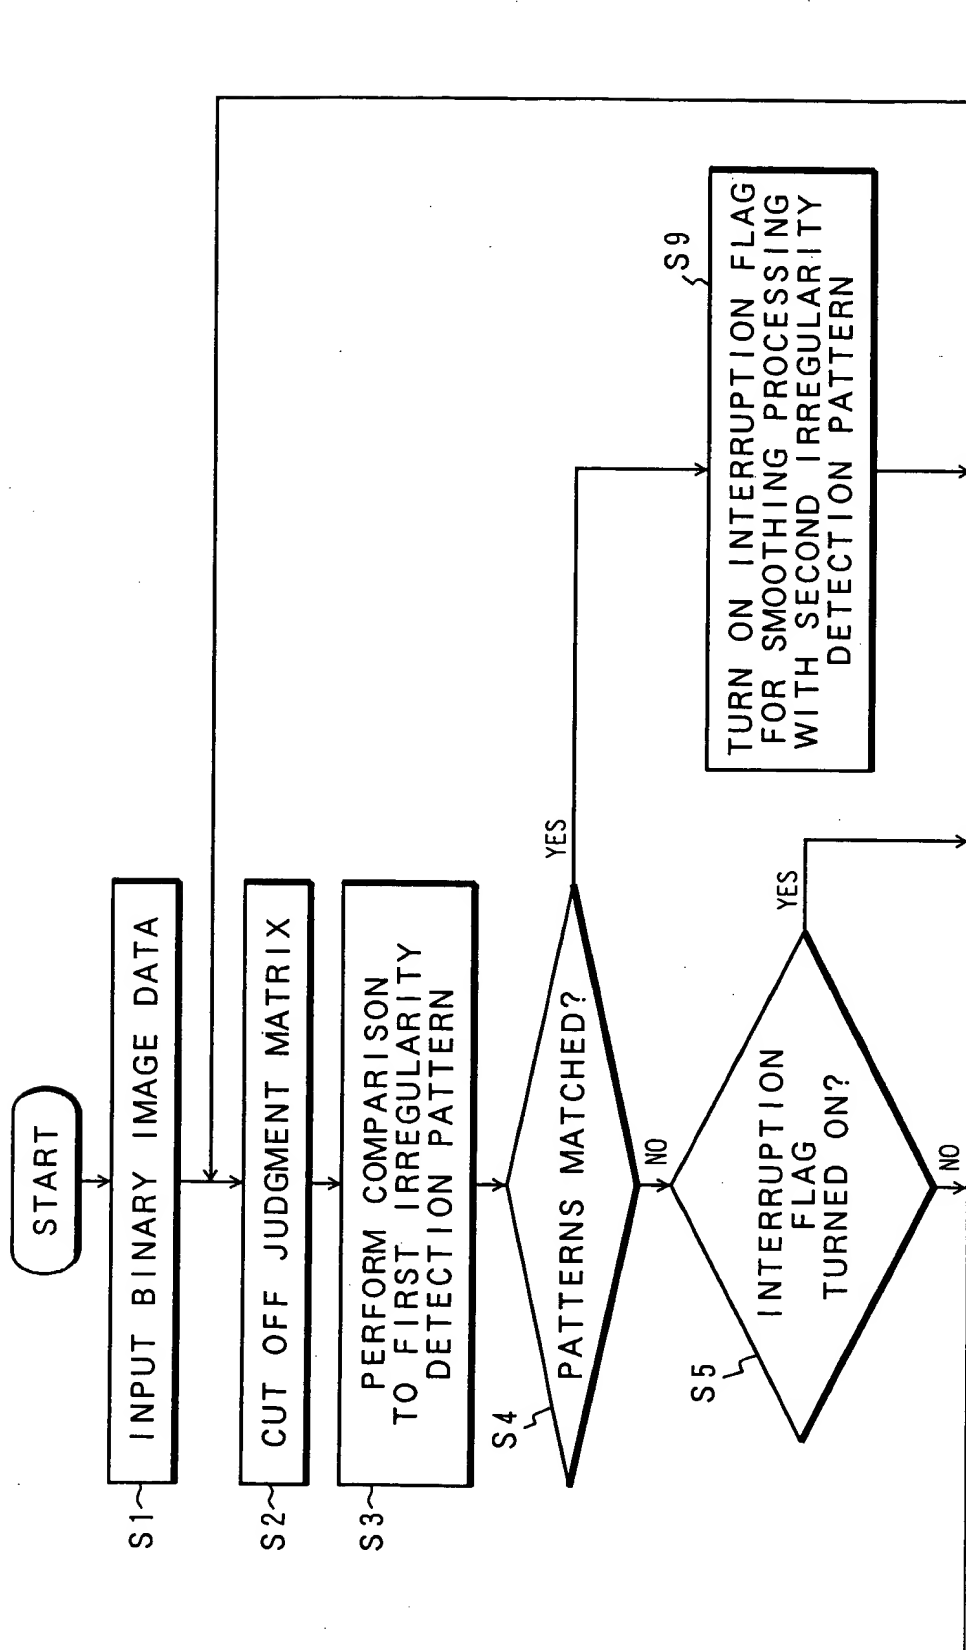 START
S1
INPUT BINARY IMAGE DATA
S2
CUT OFF JUDGMENT MATRIX
S3
PERFORM COMPARISON
TO FIRST IRREGULARITY
DETECTION PATTERN
S4
PATTERNS MATCHED?
YES
NO
S5
INTERRUPTION
FLAG
TURNED ON?
YES
NO
S9
TURN ON INTERRUPTION FLAG
FOR SMOOTHING PROCESSING
WITH SECOND IRREGULARITY
DETECTION PATTERN